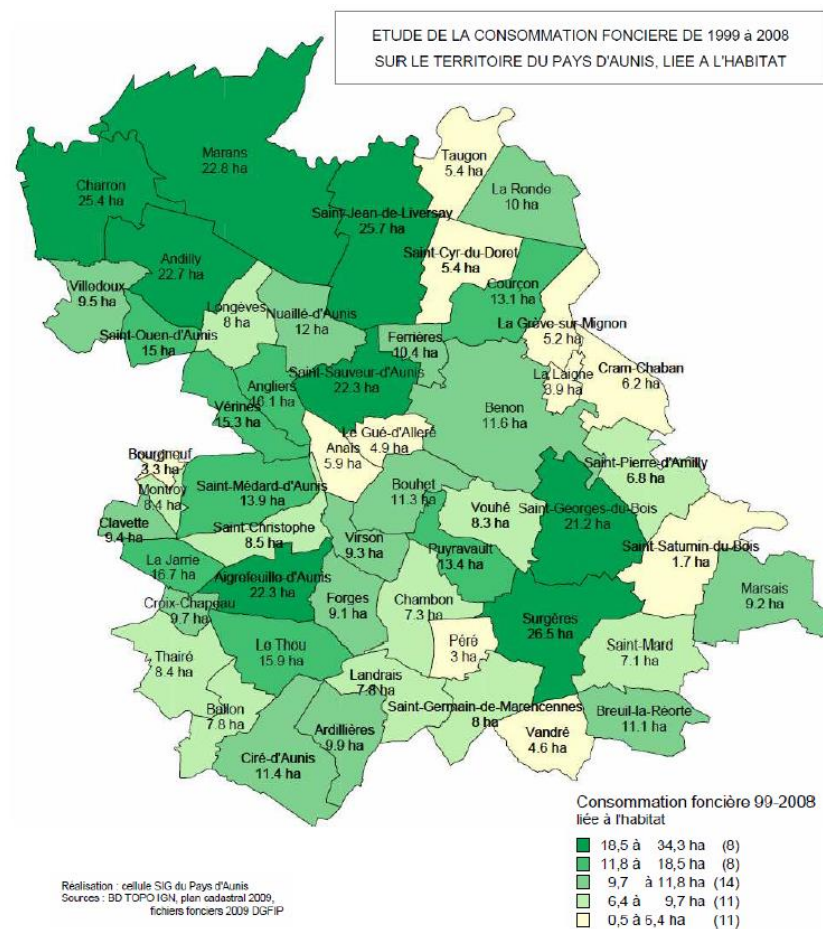 ETUDE DE LA CONSOMMATION FONCIERE DE 1999 à 2008
SUR LE TERRITOIRE DU PAYS D'AUNIS, LIEE A L'HABITAT
Marans
22.8 ha
Taugon
5.4 ha
Charron
25.4 ha
La Ronde
10 ha
Saint-Jean-de-Liversay
25.7 ha
Saint-Cyr-du-Doret
5.4 ha
Andilly
22.7 ha
Villedoux
9.5 ha
Courçon
13.1 ha
Longèves
8 ha
Nuaillé-d'Aunis
12 ha
La Grève-sur-Mignon
5.2 ha
Saint-Ouen-d'Aunis
15 ha
Ferrières
10.4 ha
Saint-Sauveur-d'Aunis
22.3 ha
La Laigne
3.9 ha
Cram-Chaban
6.2 ha
Angliers
16.1 ha
Vérines
15.3 ha
Benon
11.6 ha
Le Gué-d'Alleré
4.9 ha
Anais
5.9 ha
Bourgneuf
3.3 ha
Saint-Pierre-d'Amilly
6.8 ha
Montroy
8.4 ha
Saint-Médard-d'Aunis
13.9 ha
Bouhet
11.3 ha
Vouhé
8.3 ha
Saint-Georges-du-Bois
21.2 ha
Clavette
9.4 ha
Saint-Christophe
8.5 ha
Virson
9.3 ha
Puyravault
13.4 ha
Saint-Saturnin-du-Bois
1.7 ha
La Jarrie
16.7 ha
Aigrefeuille-d'Aunis
22.3 ha
Marsais
9.2 ha
Croix-Chapeau
9.7 ha
Forges
9.1 ha
Chambon
7.3 ha
Surgères
26.5 ha
Péré
3 ha
Saint-Mard
7.1 ha
Le Thou
15.9 ha
Thairé
8.4 ha
Landrais
7.8 ha
Ballon
7.8 ha
Saint-Germain-de-Marencennes
8 ha
Breuil-la-Réorte
11.1 ha
Ardillières
9.9 ha
Vandré
4.6 ha
Ciré-d'Aunis
11.4 ha
Consommation foncière 99-2008
liée à l'habitat
18,5 à 34,3 ha (8)
11,8 à 18,5 ha (8)
9,7 à 11,8 ha (14)
6,4 à 9,7 ha (11)
0,5 à 6,4 ha (11)
Réalisation : cellule SIG du Pays d'Aunis
Sources : BD TOPO IGN, plan cadastral 2009,
fichiers fonciers 2009 DGFIP